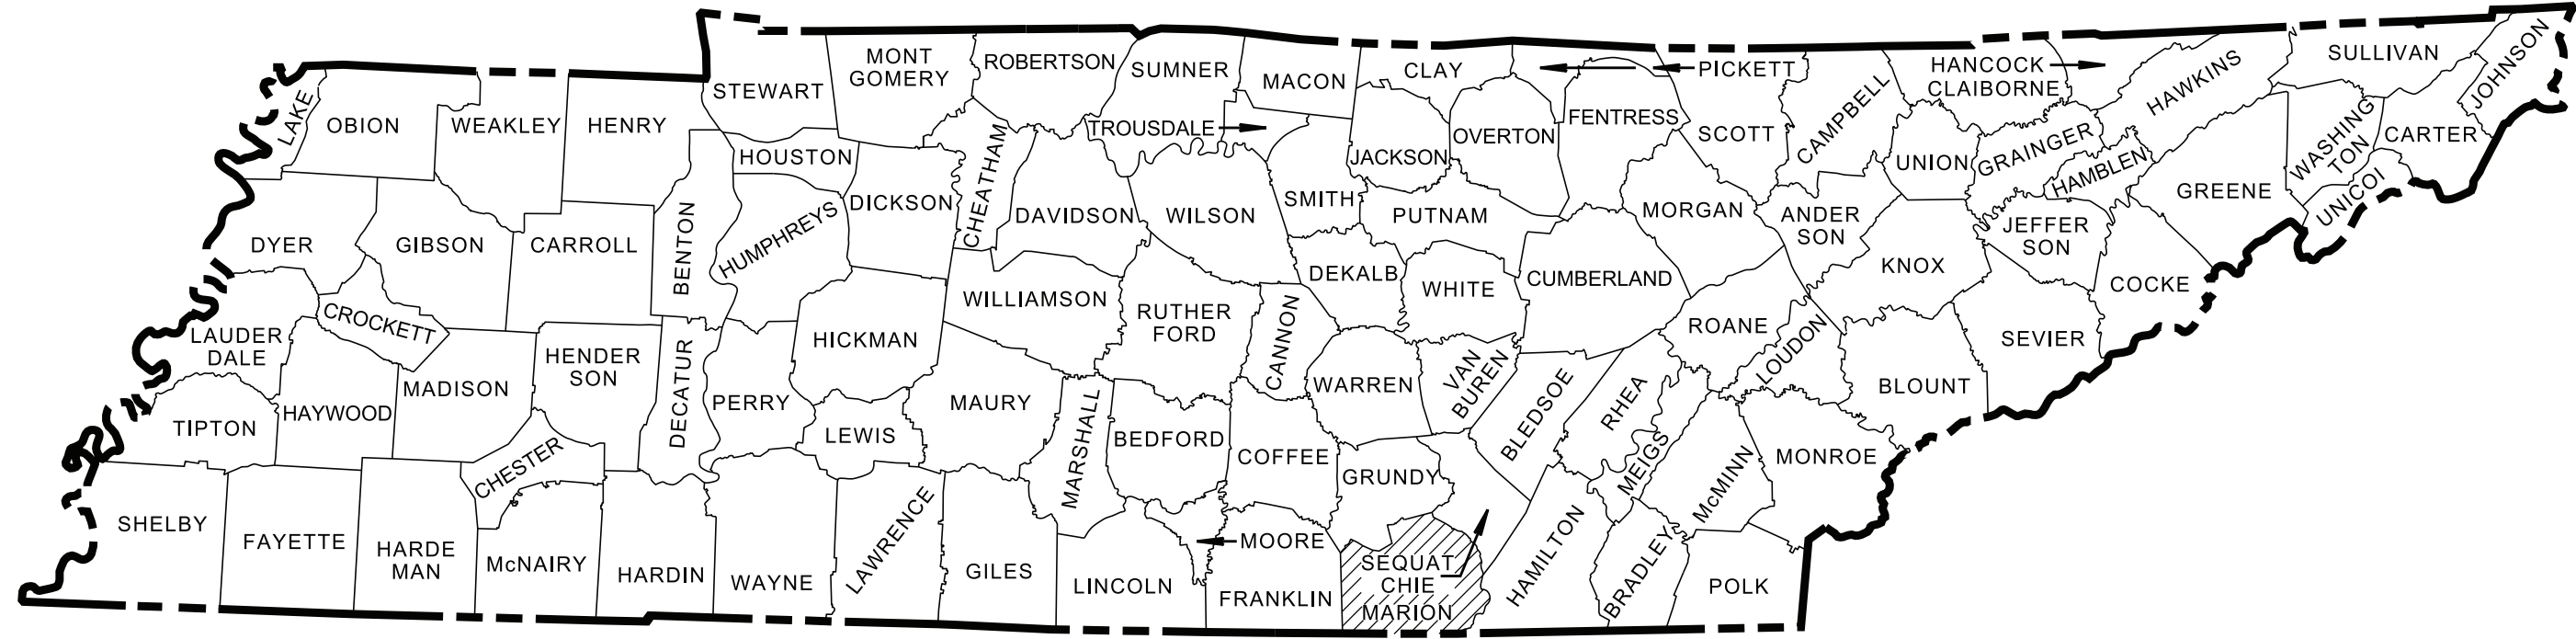 STEWART
MONT
GOMERY
ROBERTSON
SUMNER
MACON
CLAY
PICKETT
HANCOCK
CLAIBORNE
HAWKINS
SULLIVAN
JOHNSON
LAKE
OBION
WEAKLEY
HENRY
HOUSTON
DICKSON
CHEATHAM
TROUSDALE
JACKSON
OVERTON
FENTRESS
SCOTT
CAMPBELL
UNION
GRAINGER
HAMBLEN
GREENE
WASHING
TON
CARTER
UNICOI
DYER
GIBSON
CARROLL
BENTON
HUMPHREYS
DAVIDSON
WILSON
SMITH
PUTNAM
MORGAN
ANDER
SON
KNOX
JEFFER
SON
COCKE
LAUDER
DALE
CROCKETT
WILLIAMSON
RUTHER
FORD
CANNON
DEKALB
WHITE
CUMBERLAND
ROANE
LOUDON
SEVIER
TIPTON
HAYWOOD
MADISON
HENDER
SON
DECATUR
PERRY
HICKMAN
LEWIS
MAURY
MARSHALL
BEDFORD
COFFEE
WARREN
VAN
BUREN
BLEDSOE
RHEA
MEIGS
McMINN
MONROE
BLOUNT
SHELBY
FAYETTE
HARDE
MAN
CHESTER
McNAIRY
HARDIN
WAYNE
LAWRENCE
GILES
LINCOLN
MOORE
FRANKLIN
GRUNDY
SEQUAT
CHIE
MARION
HAMILTON
BRADLEY
POLK